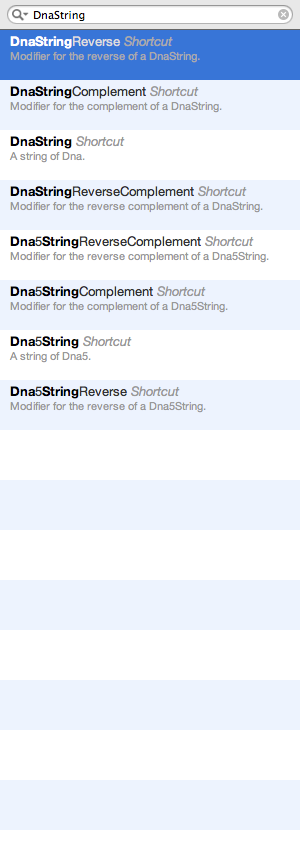 DnaString
DnaStringReverse Shortcut
Modifier for the reverse of a DnaString.
DnaStringComplement Shortcut
Modifier for the complement of a DnaString.
DnaString Shortcut
A string of Dna.
DnaStringReverseComplement Shortcut
Modifier for the reverse complement of a DnaString.
Dna5StringReverseComplement Shortcut
Modifier for the reverse complement of a Dna5String.
Dna5StringComplement Shortcut
Modifier for the complement of a Dna5String.
Dna5String Shortcut
A string of Dna5.
Dna5StringReverse Shortcut
Modifier for the reverse of a Dna5String.